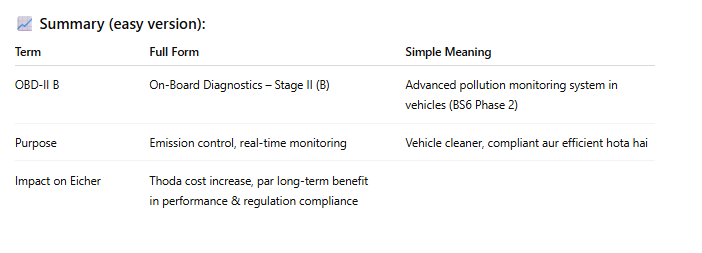 📈 Summary (easy version):
Term Full Form Simple Meaning
OBD-II B On-Board Diagnostics – Stage II (B) Advanced pollution monitoring system in
vehicles (BS6 Phase 2)
Purpose Emission control, real-time monitoring Vehicle cleaner, compliant aur efficient hota hai
Impact on Eicher Thoda cost increase, par long-term benefit
in performance & regulation compliance